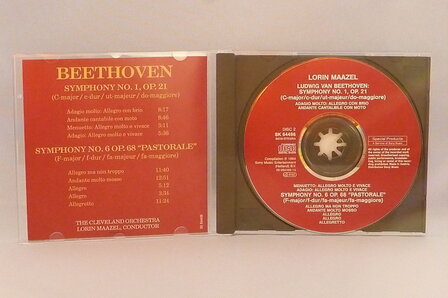 BEETHOVEN
SYMPHONY NO. 1, OP. 21
(C-major/c-dur/ut-majeur/do-maggiore)
Adagio molto: Allegro con brio 8:17
Andante cantabile con moto 6:46
Menuetto: Allegro molto e vivace 3:11
Adagio: Allegro molto e vivace 5:38
SYMPHONY NO. 6 OP. 68 "PASTORALE"
(F-major/f-dur/fa-majeur/fa-maggiore)
Allegro ma non troppo 11:40
Andante molto mosso 12:51
Allegro 5:12
Allegro 3:34
Allegretto 11:24
THE CLEVELAND ORCHESTRA
LORIN MAAZEL, CONDUCTOR
LORIN MAAZEL
LUDWIG VAN BEETHOVEN:
SYMPHONY NO. 1, OP. 21
(C-major/c-dur/ut-majeur/do-maggiore)
ADAGIO MOLTO: ALLEGRO CON BRIO
ANDANTE CANTABILE CON MOTO
DISC 2
Special Products
MENUETTO: ALLEGRO MOLTO E VIVACE
ADAGIO: ALLEGRO MOLTO E VIVACE
SYMPHONY NO. 6 OP. 68 "PASTORALE"
(F-major/f-dur/fa-majeur/fa-maggiore)
ALLEGRO MA NON TROPPO
ANDANTE MOLTO MOSSO
ALLEGRO
ALLEGRO
ALLEGRETTO